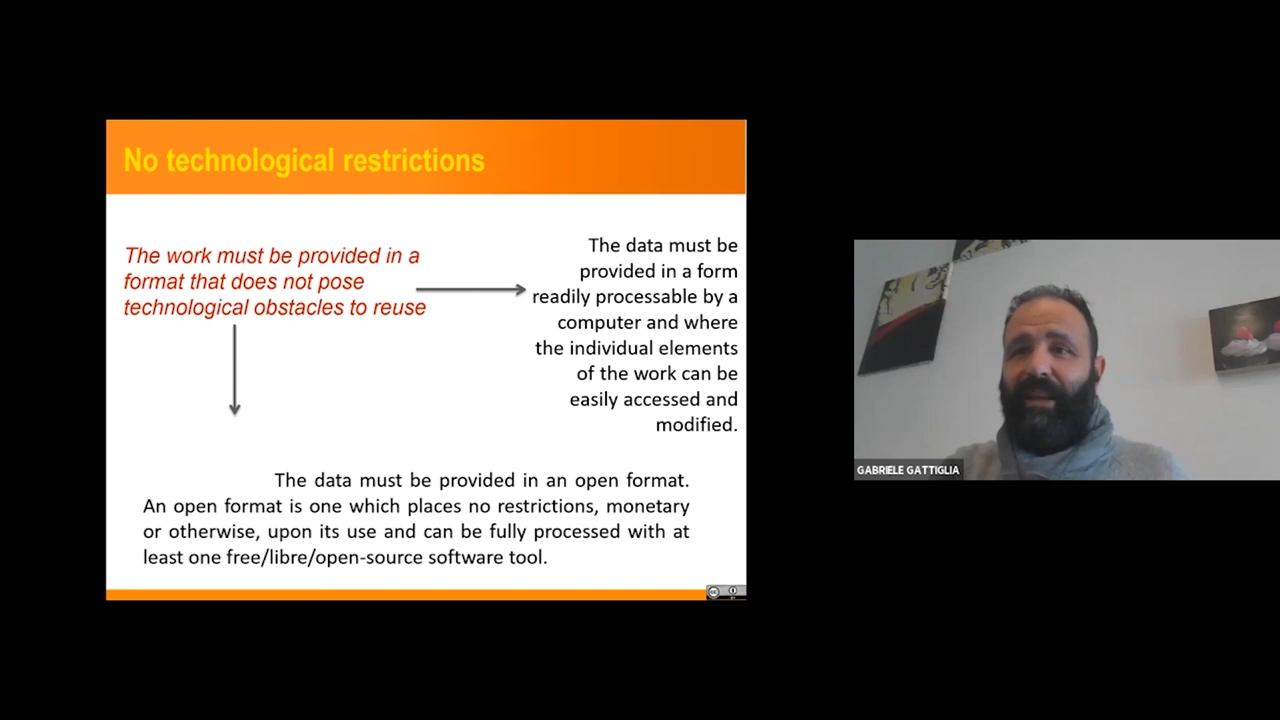 No technological restrictions
The work must be provided in a
format that does not pose
technological obstacles to reuse
The data must be
provided in a form
readily processable by a
computer and where
the individual elements
of the work can be
easily accessed and
modified.
The data must be provided in an open format.
An open format is one which places no restrictions, monetary
or otherwise, upon its use and can be fully processed with at
least one free/libre/open-source software tool.
GABRIELE GATTIGLIA